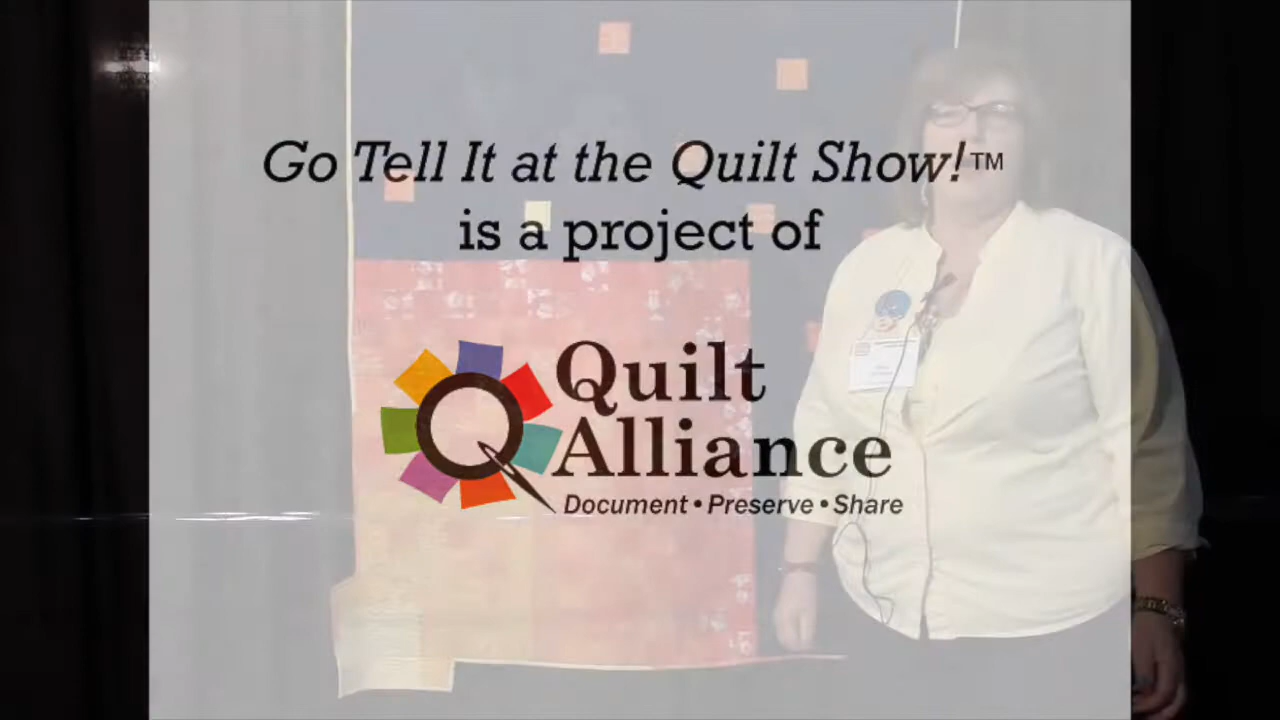 Go Tell It at the Quilt Show!™
is a project of
Quilt
Alliance
Document • Preserve • Share